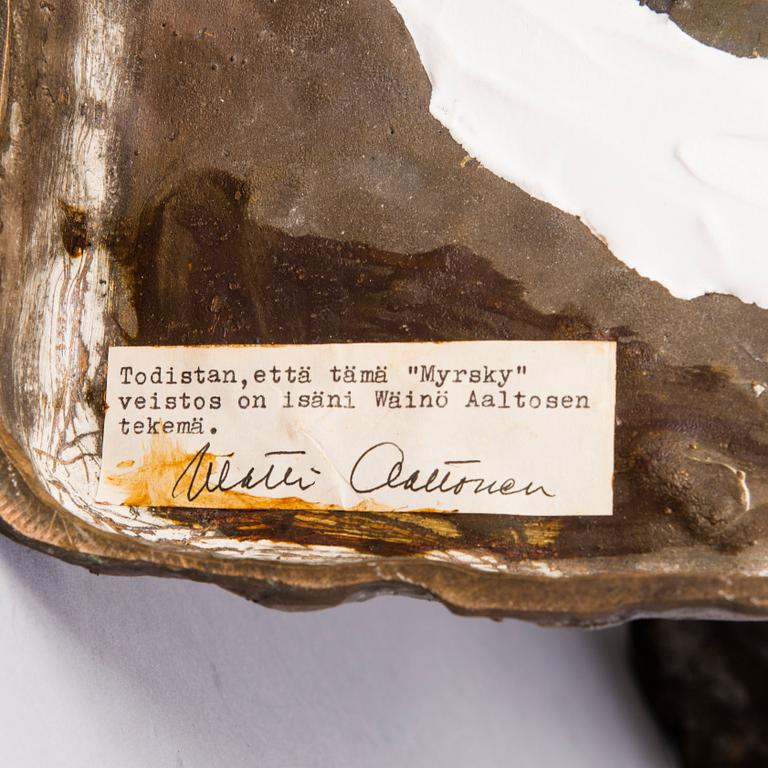 Todistan,että tämä "Myrsky"
veistos on isäni Wäinö Aaltosen
tekemä.
Matti Aaltonen